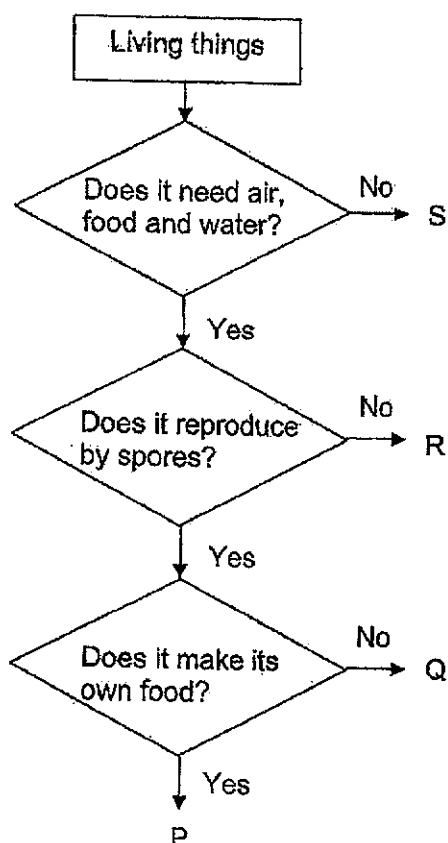 Living things
Does it need air,
food and water?
No
S
Yes
Does it reproduce
by spores?
No
R
Yes
Does it make its
own food?
No
Q
Yes
P